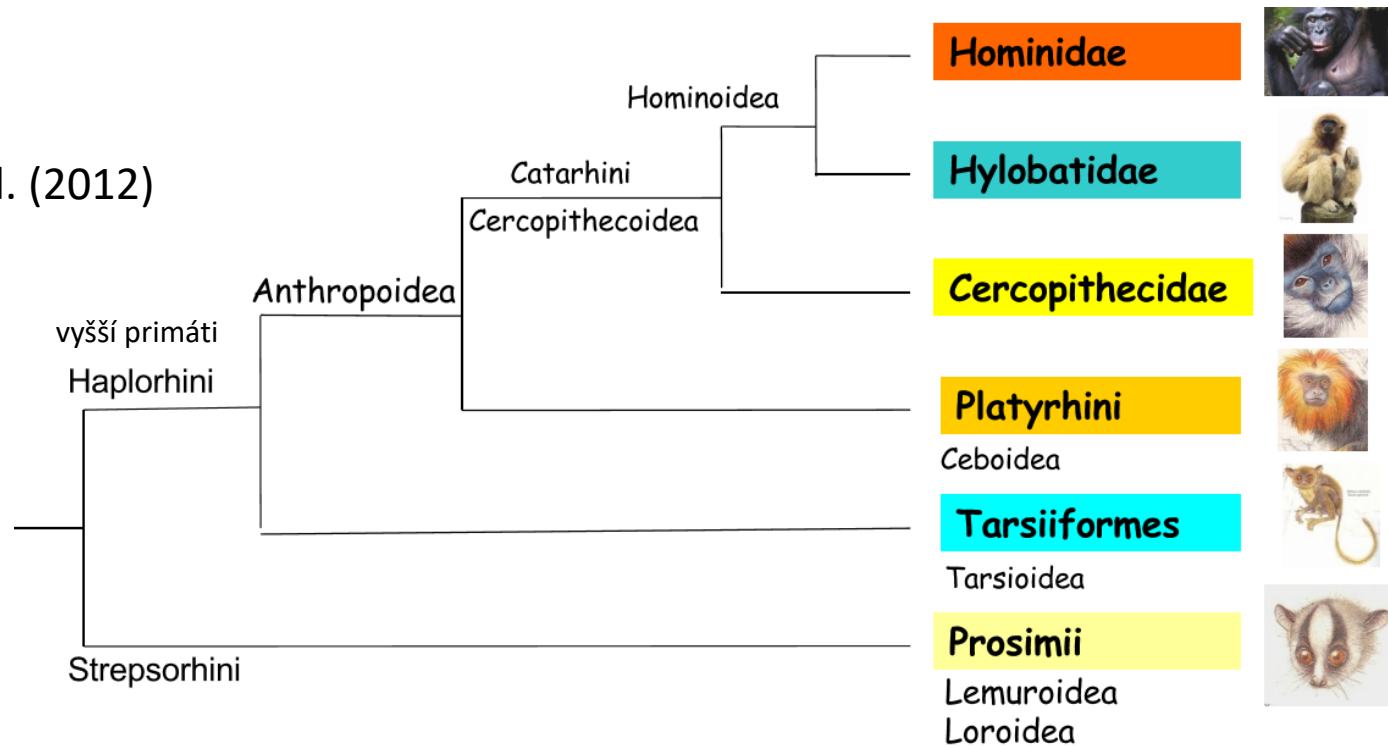 Hominidae
Hominoidea
Hylobatidae
Catarhini
l. (2012)
Cercopithecoidea
Anthropoidea
Cercopithecidae
vyšší primáti
Haplorhini
Platyrhini
Ceboidea
Tarsiiformes
Tarsioidea
Prosimii
Strepsorhini
Lemuroidea
Loroidea